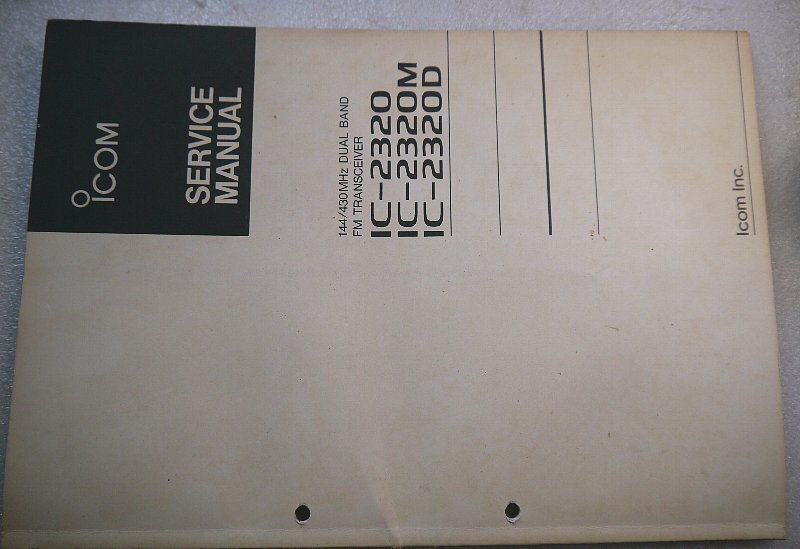 ICOM
SERVICE
MANUAL
144/430MHz DUAL BAND
FM TRANSCEIVER
IC-2320
IC-2320M
IC-2320D
Icom Inc.